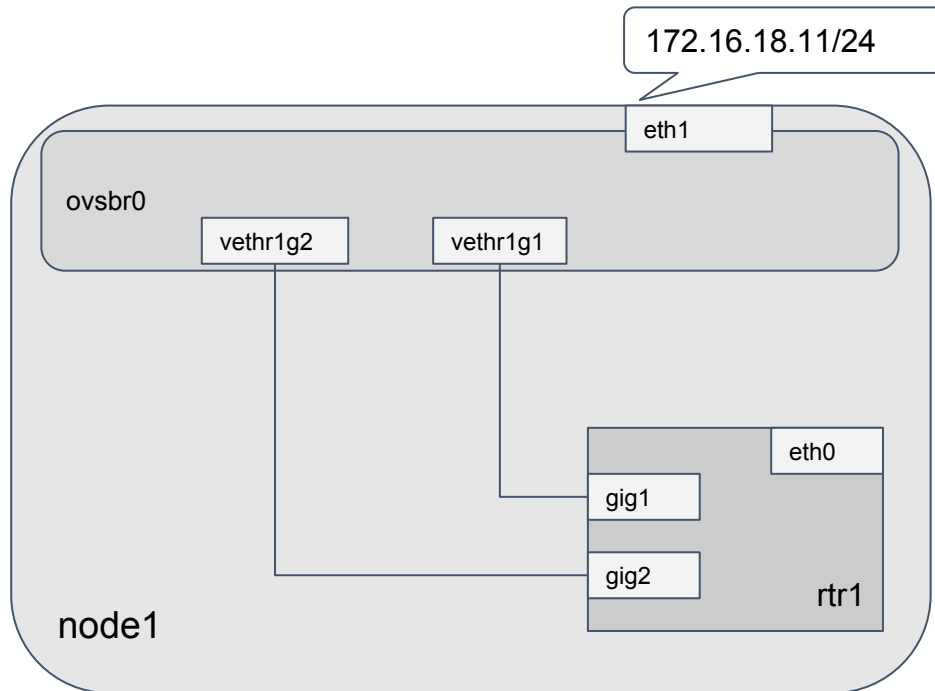 172.16.18.11/24
eth1
ovsbr0
vethr1g2
vethr1g1
eth0
gig1
gig2
rtr1
node1